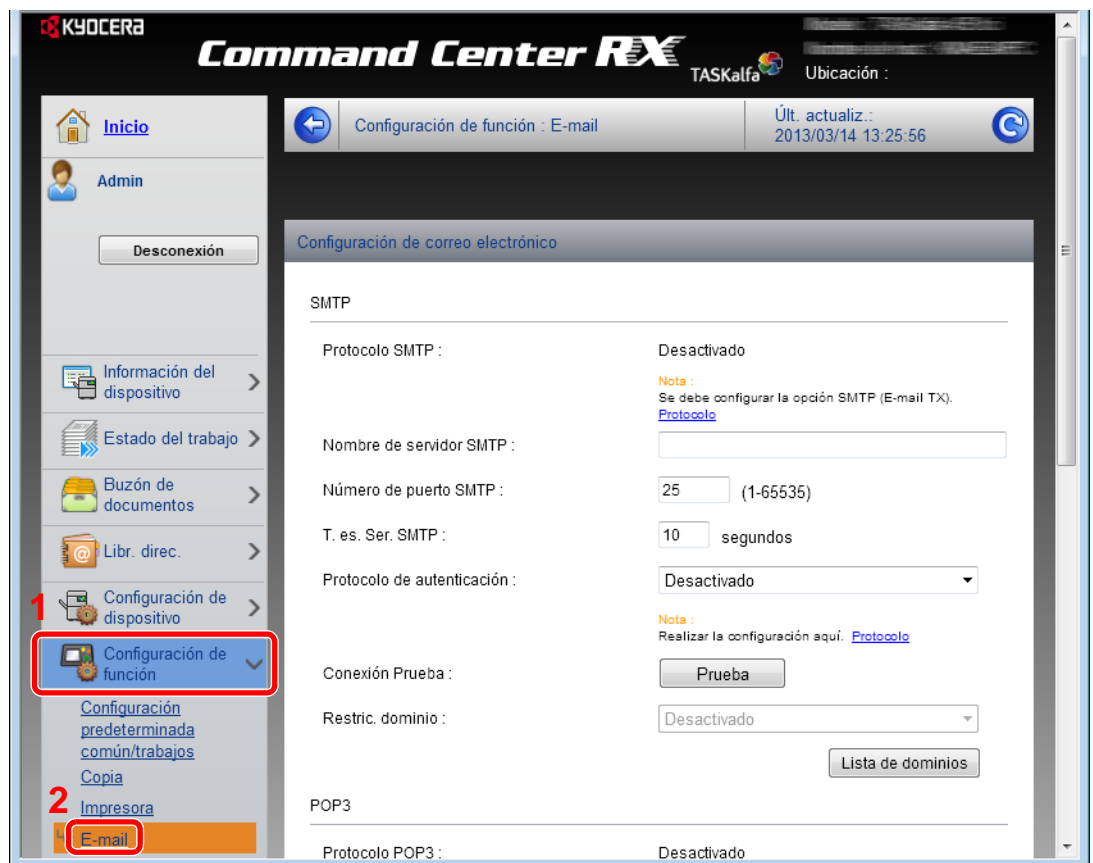 KYOCERA
Command Center RX
TASKalfa
Ubicación :
Inicio
Admin
Desconexión
Información del
dispositivo
Estado del trabajo
Buzón de
documentos
Libr. direc.
1
Configuración de
dispositivo
Configuración de
función
Configuración
predeterminada
común/trabajos
Copia
2
Impresora
E-mail
Configuración de función : E-mail
Últ. actualiz.:
2013/03/14 13:25:56
Configuración de correo electrónico
SMTP
Protocolo SMTP : Desactivado
Nota :
Se debe configurar la opción SMTP (E-mail TX).
Protocolo
Nombre de servidor SMTP :
Número de puerto SMTP : 25 (1-65535)
T. es. Ser. SMTP : 10 segundos
Protocolo de autenticación : Desactivado
Nota :
Realizar la configuración aquí. Protocolo
Conexión Prueba : Prueba
Restric. dominio : Desactivado
Lista de dominios
POP3
Protocolo POP3 : Desactivado